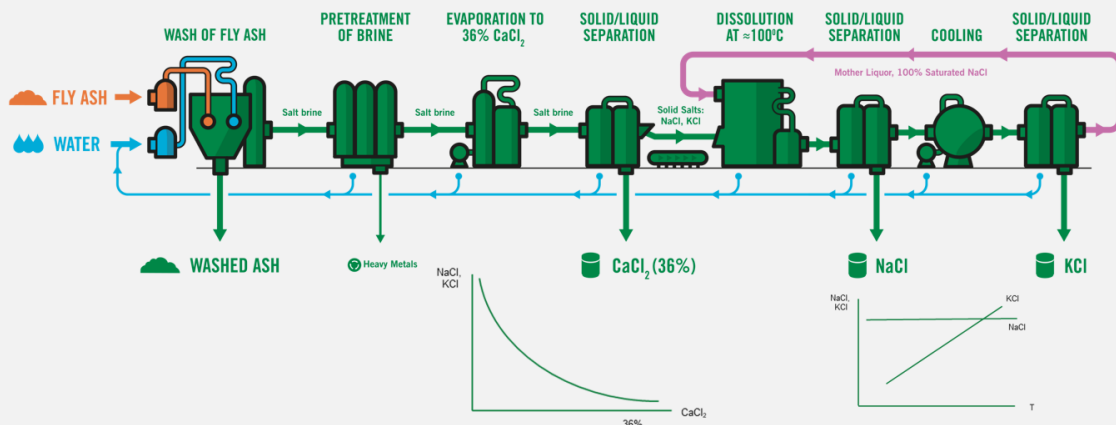 WASH OF FLY ASH
PRETREATMENT
OF BRINE
EVAPORATION TO
36% CaCl₂
SOLID/LIQUID
SEPARATION
DISSOLUTION
AT ≈100⁰C
SOLID/LIQUID
SEPARATION
COOLING
SOLID/LIQUID
SEPARATION
Mother Liquor, 100% Saturated NaCl
FLY ASH
WATER
Salt brine
Salt brine
Salt brine
Solid Salts:
NaCl, KCl
WASHED ASH
Heavy Metals
CaCl₂ (36%)
NaCl
KCl
NaCl,
KCl
CaCl₂
36%
NaCl,
KCl
KCl
NaCl
T